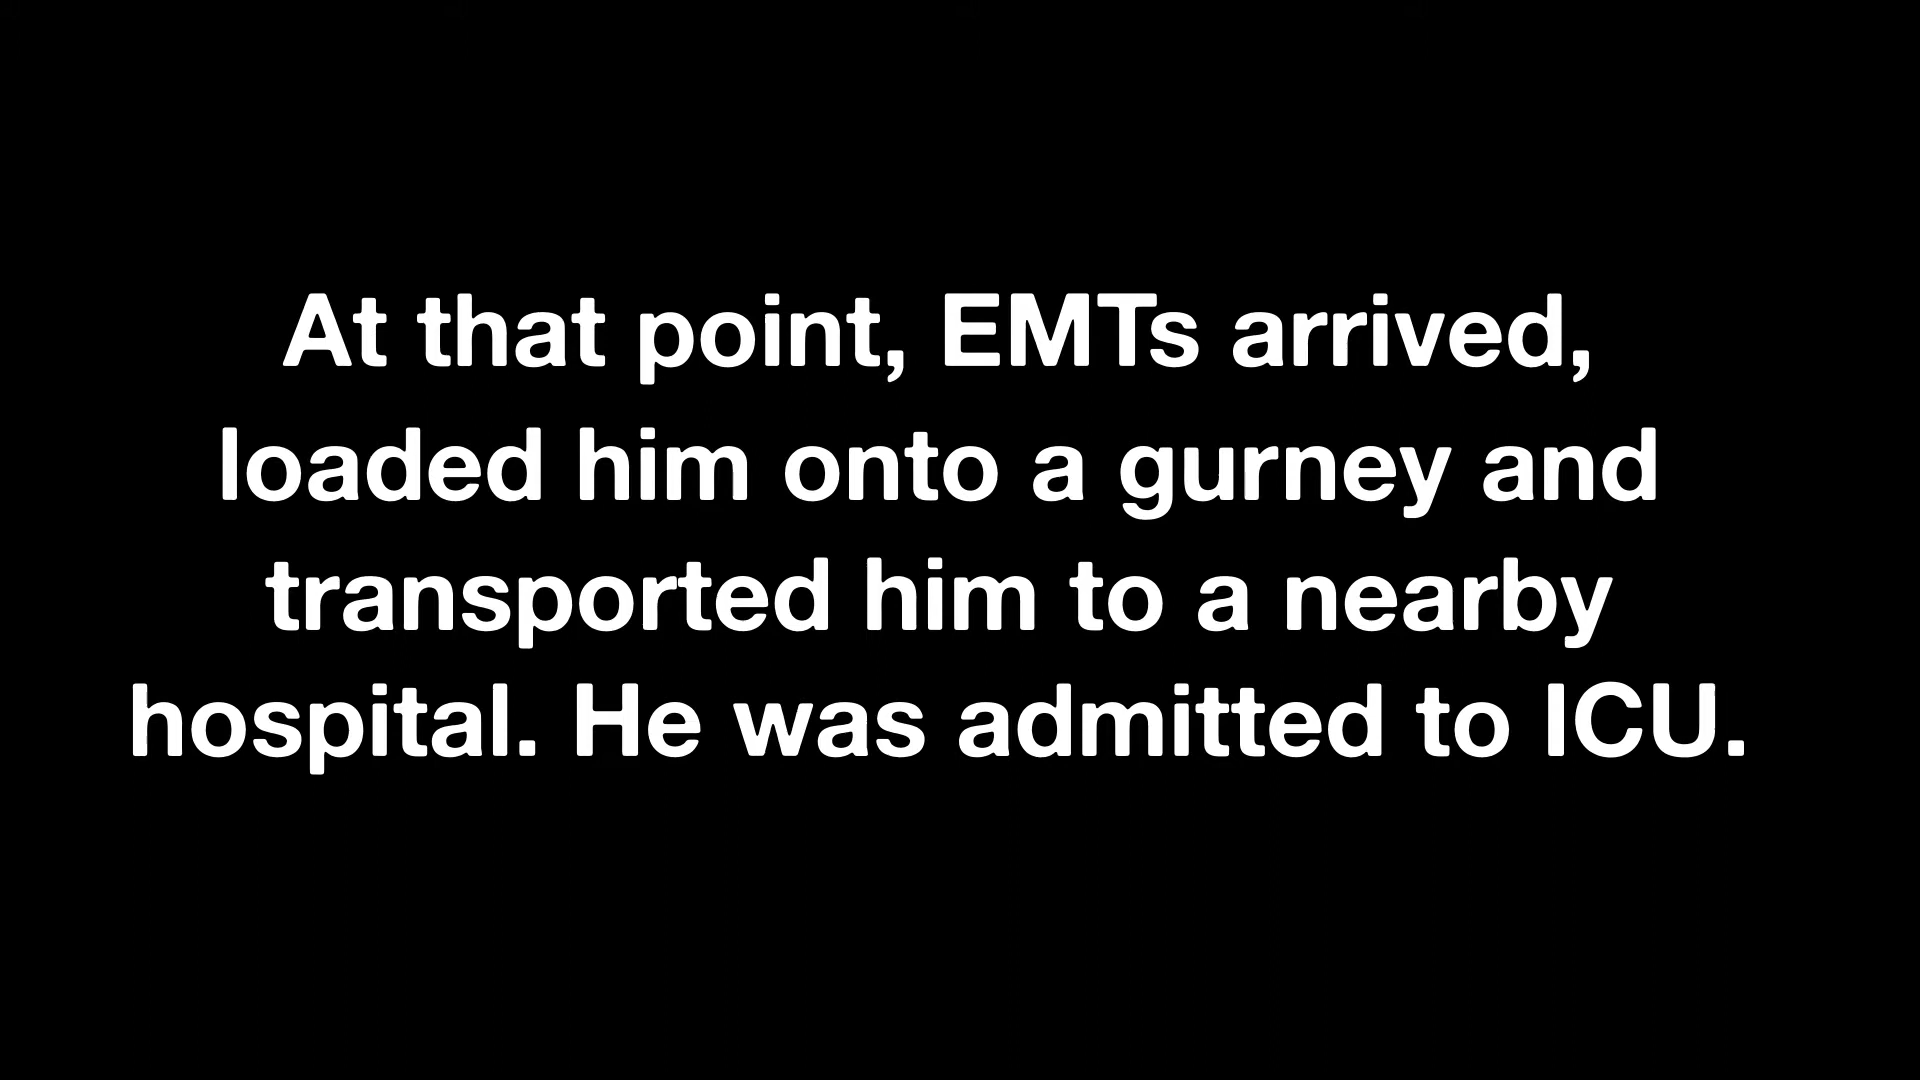 At that point, EMTs arrived,
loaded him onto a gurney and
transported him to a nearby
hospital. He was admitted to ICU.